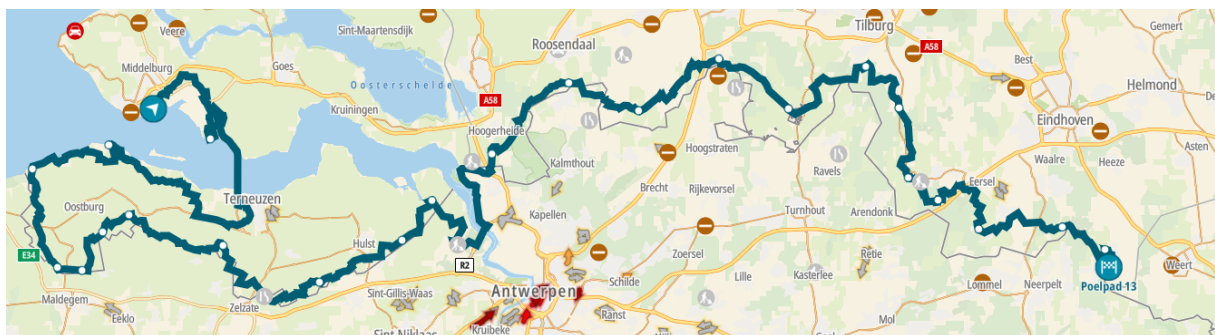 Veere
Sint-Maartensdijk
Roosendaal
Tilburg
A58
Gemert
Middelburg
Goes
Best
Helmond
Oosterschelde
Kruiningen
A58
Hoogerheide
Eindhoven
Hoogstraten
Asten
Kalmthout
Waalre
Heeze
Ravels
Eersel
Terneuzen
Brecht
Rijkevorsel
Oostburg
Kapellen
Turnhout
Arendonk
Hulst
E34
R2
Zoersel
Retie
Weert
Maldegem
Schilde
Lille
Kasterlee
Poelpad-13
Antwerpen
Lommel
Neerpelt
Sint-Gillis-Waas
Zelzate
Eeklo
Ranst
Mol
Kruibeke
Sint-Niklaas